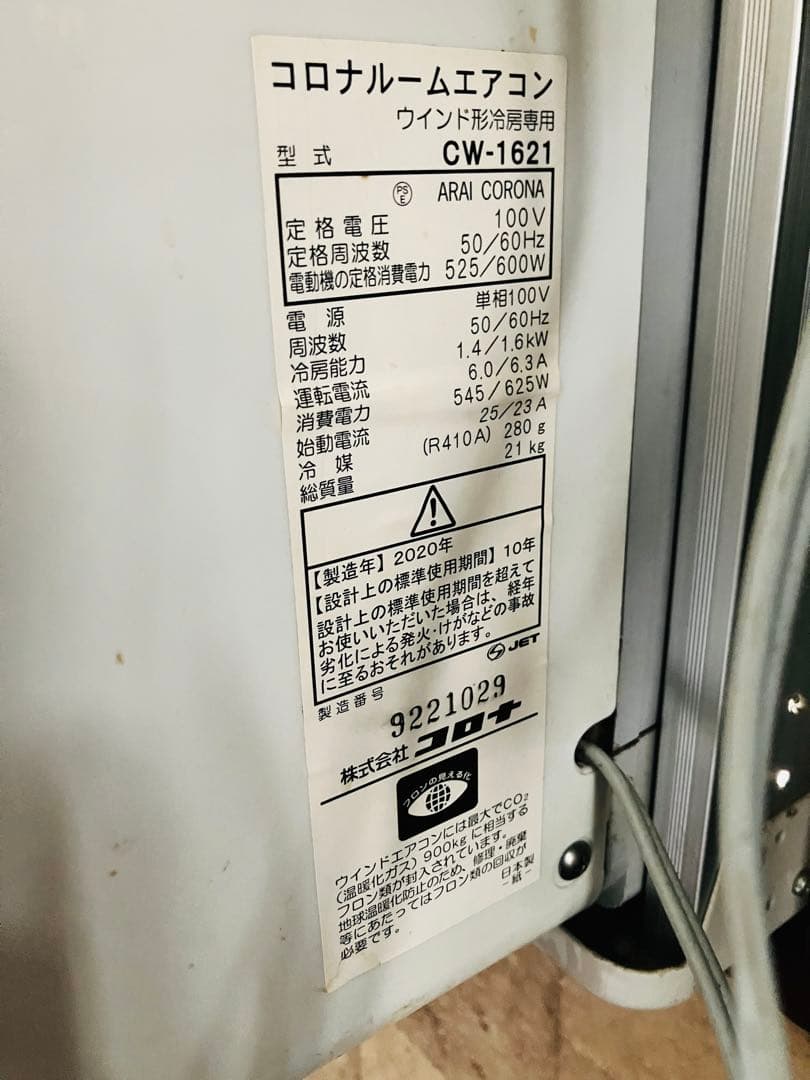 コロナルームエアコン
ウインド形冷房専用
型式 CW-1621
PSE ARAI CORONA
定格電圧 100V
定格周波数 50/60Hz
電動機の定格消費電力 525/600W
電源 単相100V
周波数 50/60Hz
冷房能力 1.4/1.6kW
運転電流 6.0/6.3A
消費電力 545/625W
始動電流 25/23A
冷媒 (R410A) 280g
総質量 21kg
【製造年】2020年
【設計上の標準使用期間】10年
設計上の標準使用期間を超えて
お使いいただいた場合は、経年
劣化による発火・けがなどの事故
に至るおそれがあります。
JET
製造番号
9221029
株式会社コロナ
フロンの見える化
ウインドエアコンには最大でCO₂
(温暖化ガス)900kgに相当する
フロン類が封入されています。
地球温暖化防止のため、修理・廃棄
等にあたってはフロン類の回収が
必要です。
日本製
-紙-